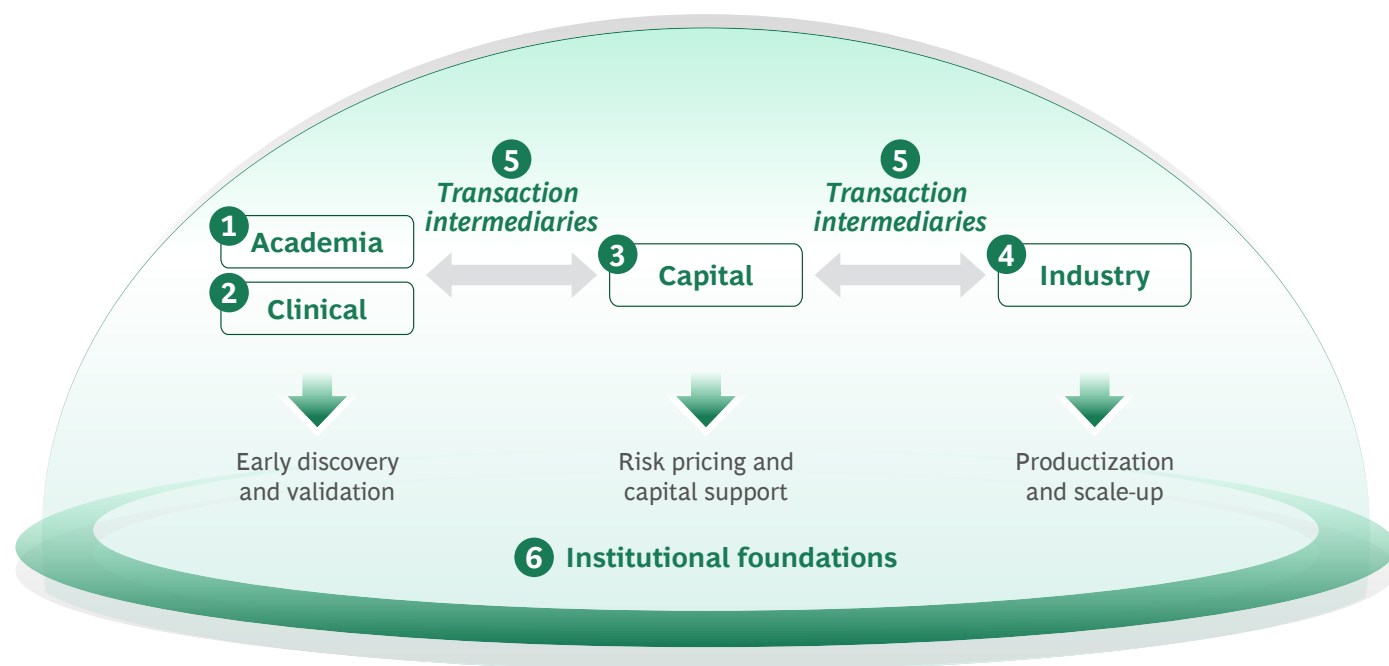 5
Transaction
intermediaries
5
Transaction
intermediaries
1 Academia
2 Clinical
3 Capital
4 Industry
Early discovery
and validation
Risk pricing and
capital support
Productization
and scale-up
6 Institutional foundations